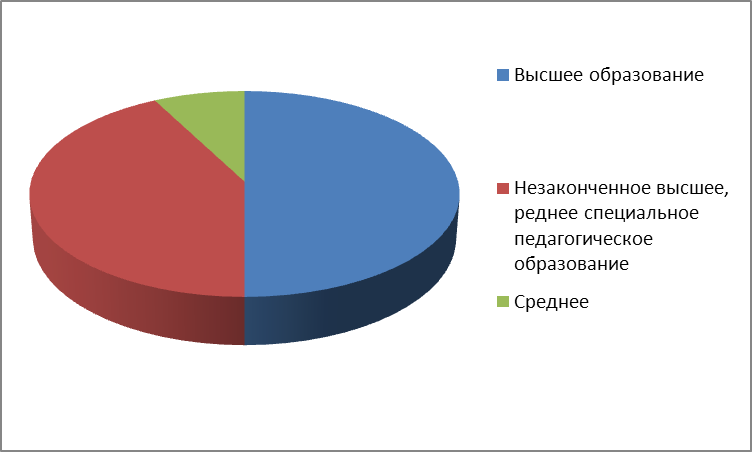 Высшее образование
Незаконченное высшее,
реднее специальное
педагогическое
образование
Среднее